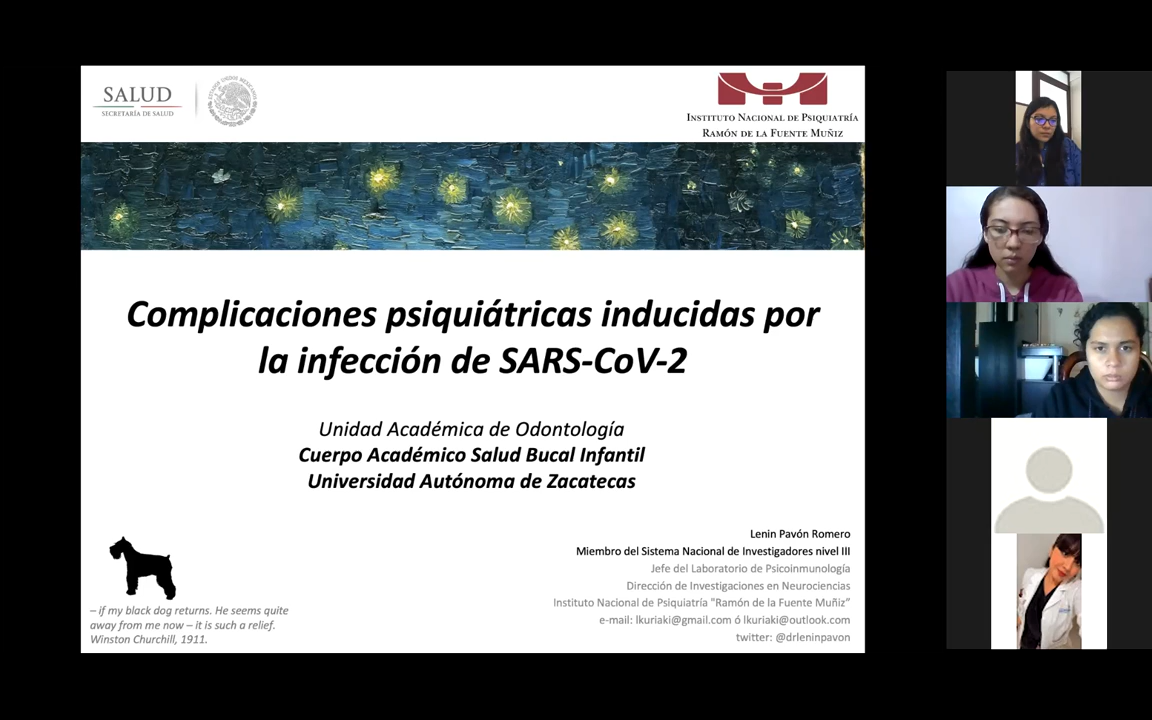 SALUD
SECRETARÍA DE SALUD
ESTADOS UNIDOS MEXICANOS
INSTITUTO NACIONAL DE PSIQUIATRÍA
RAMÓN DE LA FUENTE MUÑIZ
Complicaciones psiquiátricas inducidas por
la infección de SARS-CoV-2
Unidad Académica de Odontología
Cuerpo Académico Salud Bucal Infantil
Universidad Autónoma de Zacatecas
– if my black dog returns. He seems quite
away from me now – it is such a relief.
Winston Churchill, 1911.
Lenin Pavón Romero
Miembro del Sistema Nacional de Investigadores nivel III
Jefe del Laboratorio de Psicoinmunología
Dirección de Investigaciones en Neurociencias
Instituto Nacional de Psiquiatría "Ramón de la Fuente Muñiz"
e-mail: lkuriaki@gmail.com ó lkuriaki@outlook.com
twitter: @drleninpavon